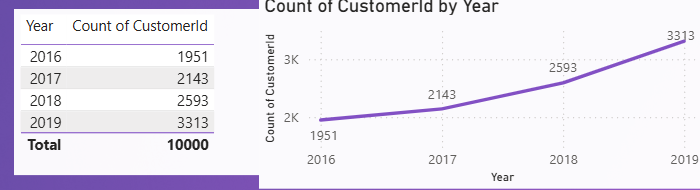 Year Count of CustomerId
2016 1951
2017 2143
2018 2593
2019 3313
Total 10000
Count of CustomerId by Year
Count of CustomerId
3K
2K
1951
2143
2593
3313
2016 2017 2018 2019
Year